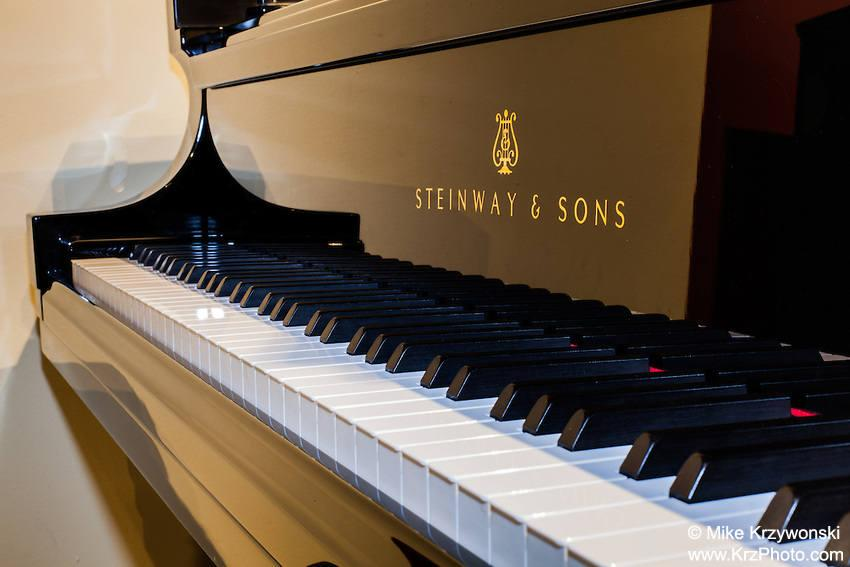 STEINWAY & SONS
© Mike Krzywonski
www.KrzPhoto.com